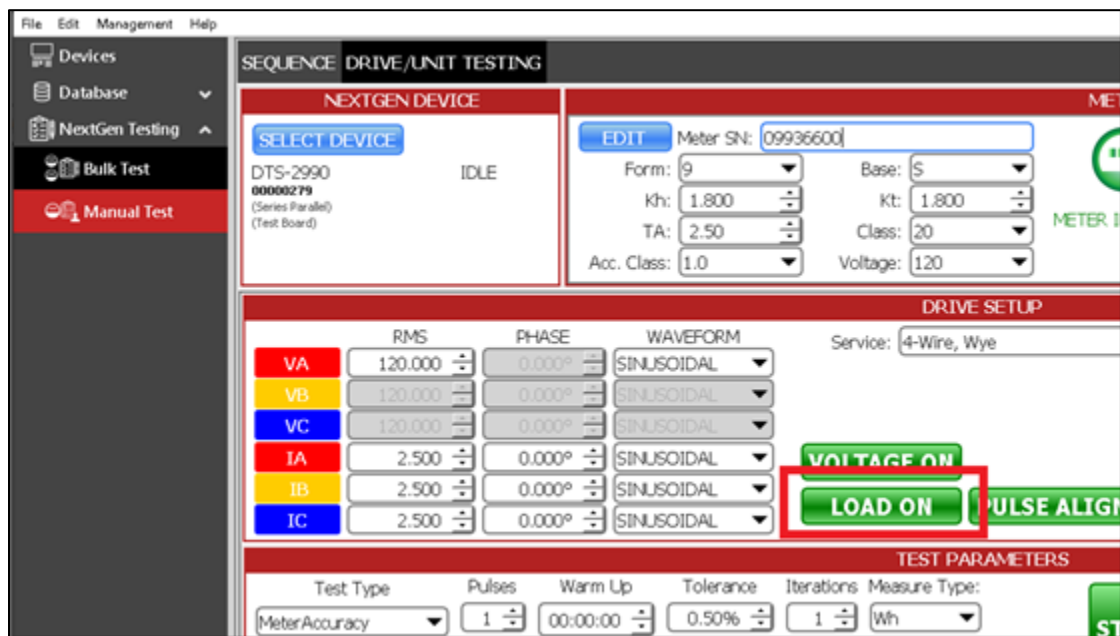 File Edit Management Help
Devices
Database
NextGen Testing
Bulk Test
Manual Test
SEQUENCE DRIVE/UNIT TESTING
NEXTGEN DEVICE
SELECT DEVICE
DTS-2990 IDLE
00000279
(Series Parallel)
(Test Board)
EDIT Meter SN: 09936600
Form: 9 Base: S
Kh: 1.800 Kt: 1.800
TA: 2.50 Class: 20
Acc. Class: 1.0 Voltage: 120
METER
DRIVE SETUP
RMS PHASE WAVEFORM
Service: 4-Wire, Wye
VA 120.000 0.000° SINUSOIDAL
VB 120.000 0.000° SINUSOIDAL
VC 120.000 0.000° SINUSOIDAL
IA 2.500 0.000° SINUSOIDAL
IB 2.500 0.000° SINUSOIDAL
IC 2.500 0.000° SINUSOIDAL
VOLTAGE ON
LOAD ON PULSE ALIGN
TEST PARAMETERS
Test Type Pulses Warm Up Tolerance Iterations Measure Type:
MeterAccuracy 1 00:00:00 0.50% 1 Wh